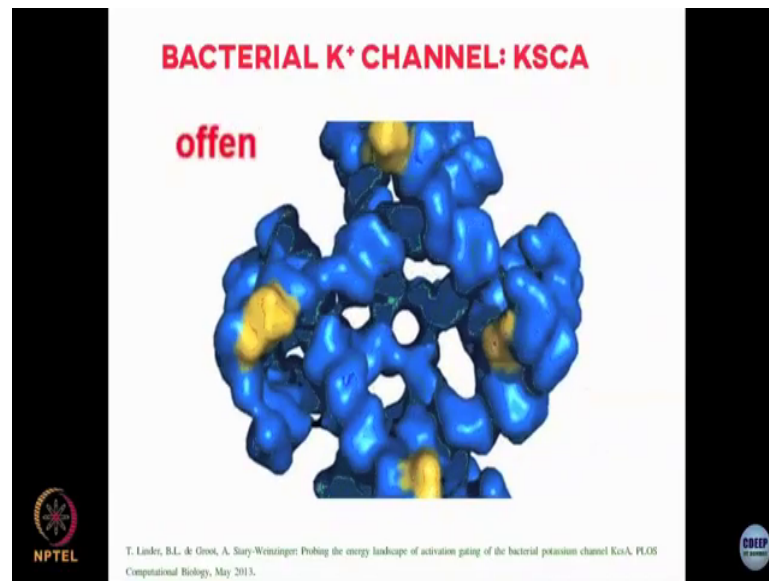 BACTERIAL K⁺ CHANNEL: KSCA
offen
T. Linder, B.L. de Groot, A. Stary-Weinzinger: Probing the energy landscape of activation gating of the bacterial potassium channel KcsA. PLOS
Computational Biology, May 2013.
NPTEL
CDEEP